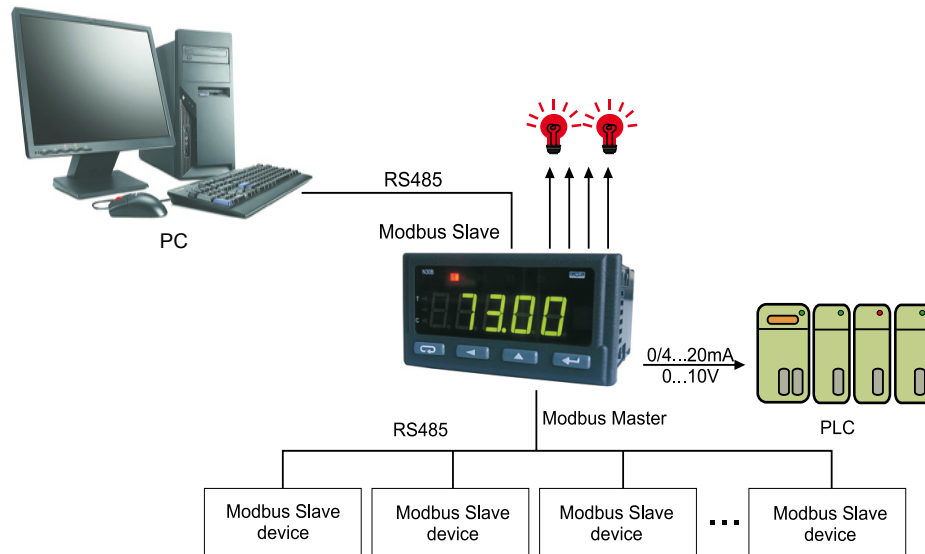 RS485
PC
Modbus Slave
N30B
T
C
73.00
0/4...20mA
0...10V
PLC
Modbus Master
RS485
Modbus Slave
device
Modbus Slave
device
Modbus Slave
device
Modbus Slave
device